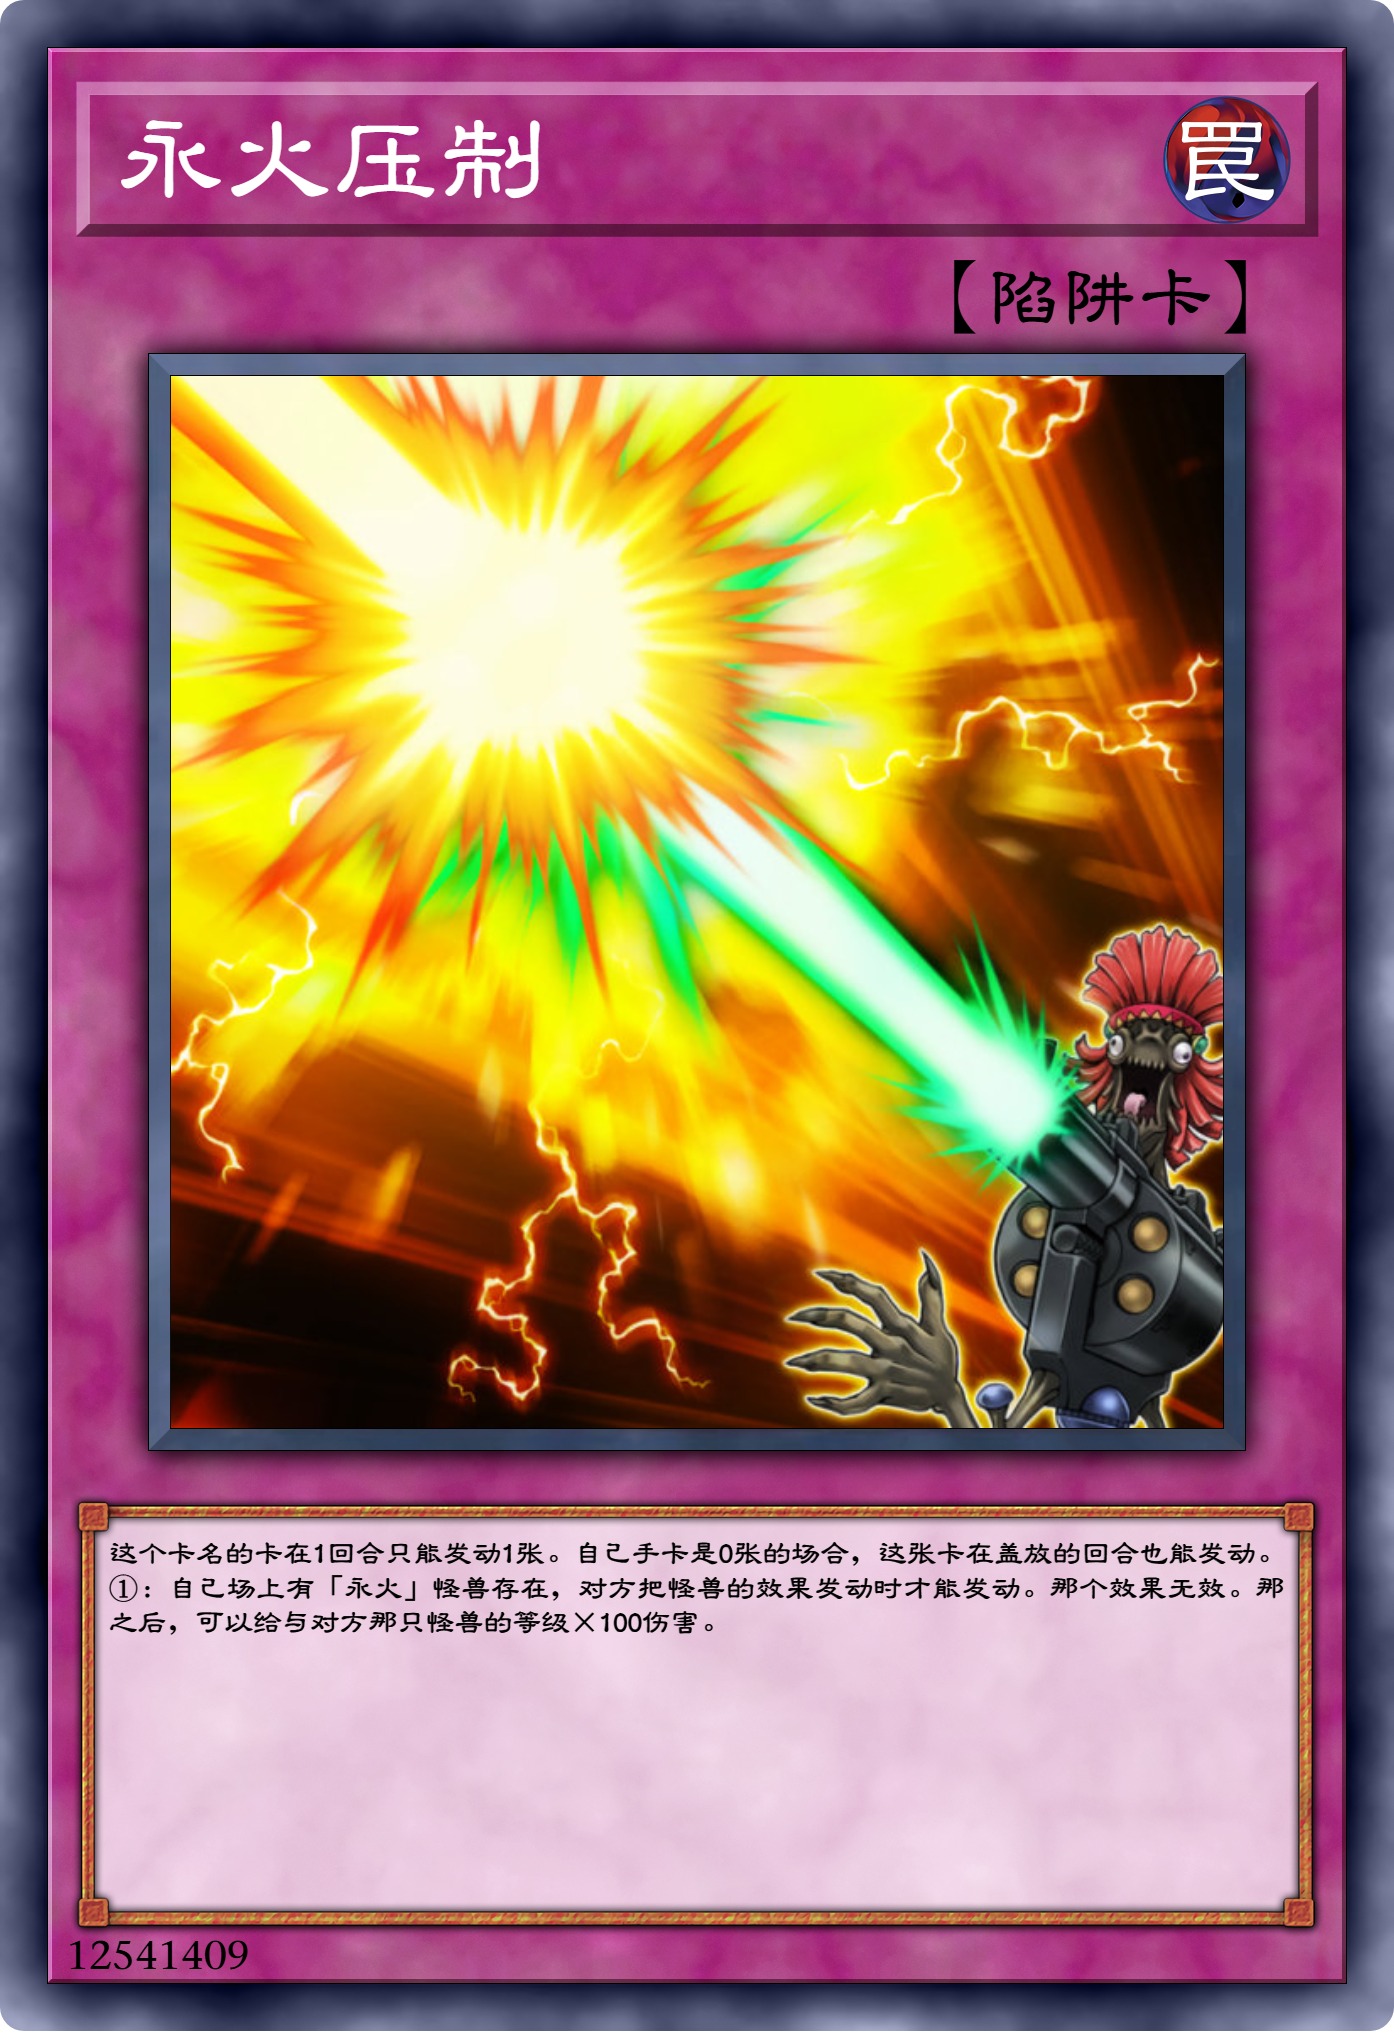 永火压制
罠
【陷阱卡】
这个卡名的卡在1回合只能发动1张。自己手卡是0张的场合，这张卡在盖放的回合也能发动。
①：自己场上有「永火」怪兽存在，对方把怪兽的效果发动时才能发动。那个效果无效。那
之后，可以给与对方那只怪兽的等级×100伤害。
12541409